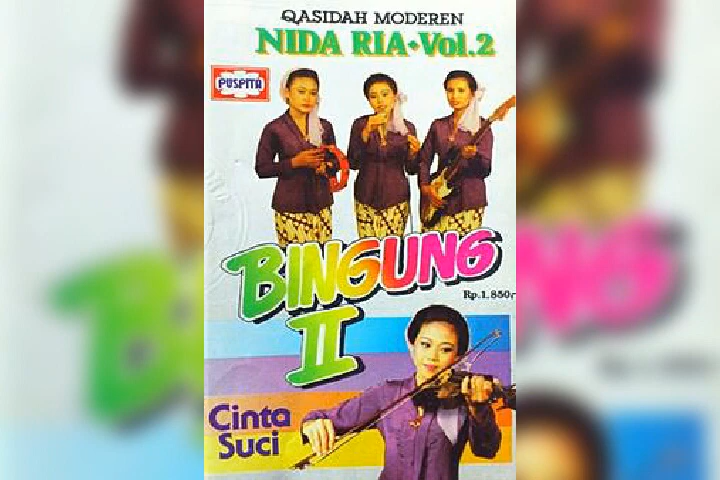 QASIDAH MODEREN
NIDA RIA•Vol.2
PUSPITA
BINGUNG
II
Rp.1.850,-
Cinta
Suci